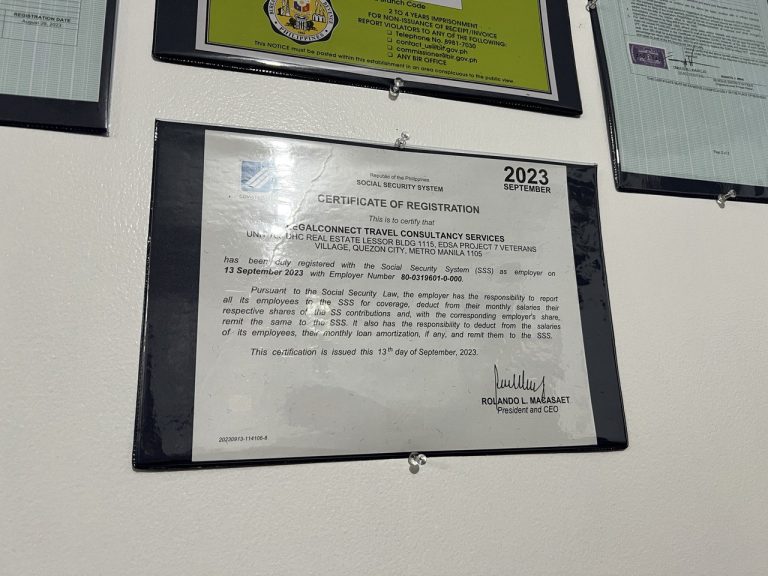 REGISTRATION DATE
Branch Code
2 TO 4 YEARS IMPRISONMENT
FOR NON-ISSUANCE OF RECEIPT/INVOICE
REPORT VIOLATORS TO ANY OF THE FOLLOWING:
Telephone No. 8981-7030
commissioner@bir.gov.ph
ANY BIR OFFICE
This NOTICE must be posted within this establishment in an area conspicuous to the public view
PHILIPPINES
Republic of the Philippines
SOCIAL SECURITY SYSTEM
2023
SEPTEMBER
CERTIFICATE OF REGISTRATION
This is to certify that
EGALCONNECT TRAVEL CONSULTANCY SERVICES
HC REAL ESTATE LESSOR BLDG 1115, EDSA PROJECT 7 VETERANS
VILLAGE, QUEZON CITY, METRO MANILA 1105
has been duly registered with the Social Security System (SSS) as employer on
13 September 2023 with Employer Number 80-0319601-0-000.
Pursuant to the Social Security Law, the employer has the responsibility to report
all its employees to the SSS for coverage, deduct from their monthly salaries their
respective shares of the SS contributions and, with the corresponding employer's share,
remit the same to the SSS. It also has the responsibility to deduct from the salaries
of its employees, their monthly loan amortization, if any, and remit them to the SSS.
This certification is issued this 13th day of September, 2023.
ROLANDO L. MACASAET
President and CEO
20230913-114106-8